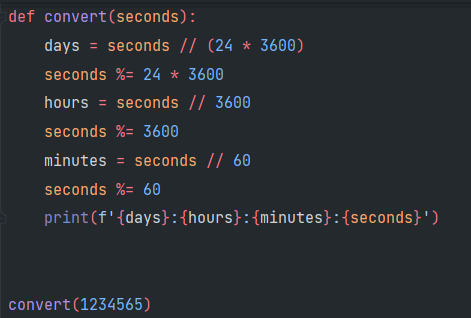 def convert(seconds):
    days = seconds // (24 * 3600)
    seconds %= 24 * 3600
    hours = seconds // 3600
    seconds %= 3600
    minutes = seconds // 60
    seconds %= 60
    print(f'{days}:{hours}:{minutes}:{seconds}')
convert(1234565)